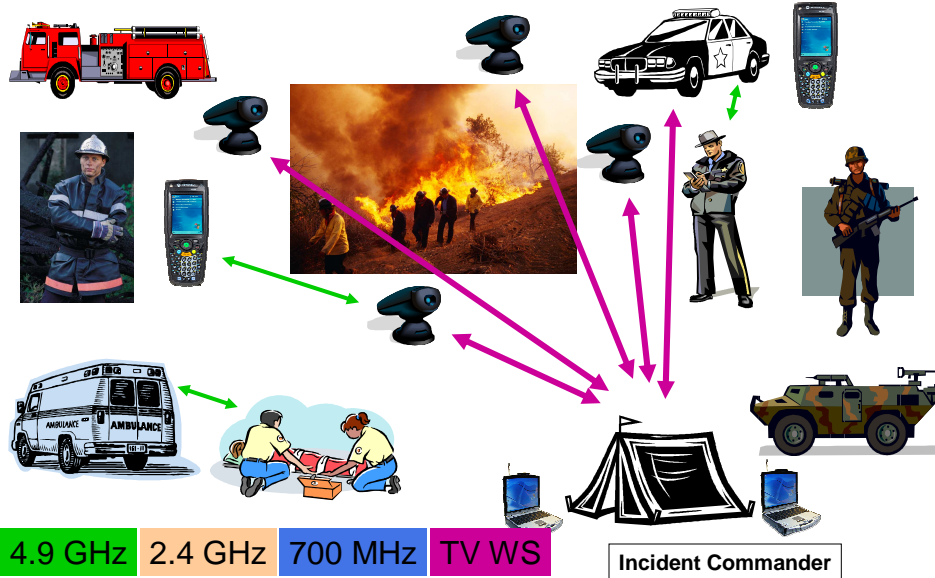 AMBULANCE
AMBULANCE
4.9 GHz
2.4 GHz
700 MHz
TV WS
Incident Commander